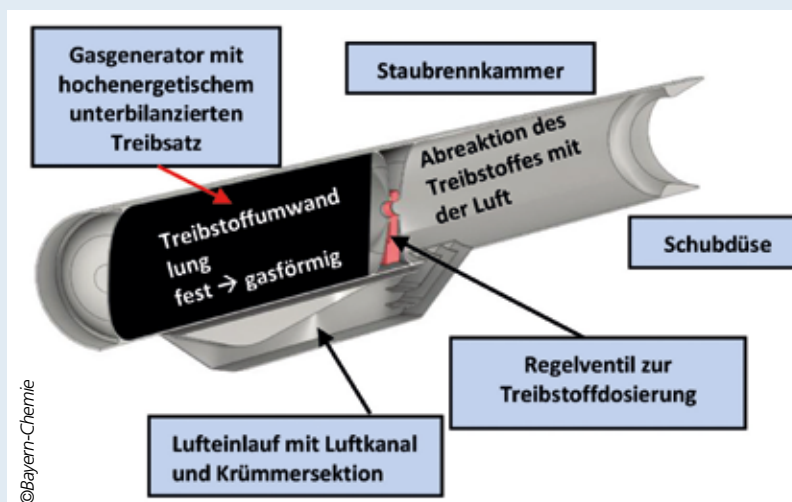 Gasgenerator mit
hochenergetischem
unterbilanzierten
Treibsatz
Staubrennkammer
Abreaktion des
Treibstoffes mit
der Luft
Treibstoffumwand
lung
fest → gasförmig
Schubdüse
Regelventil zur
Treibstoffdosierung
Lufteinlauf mit Luftkanal
und Krümmersektion
©Bayern-Chemie